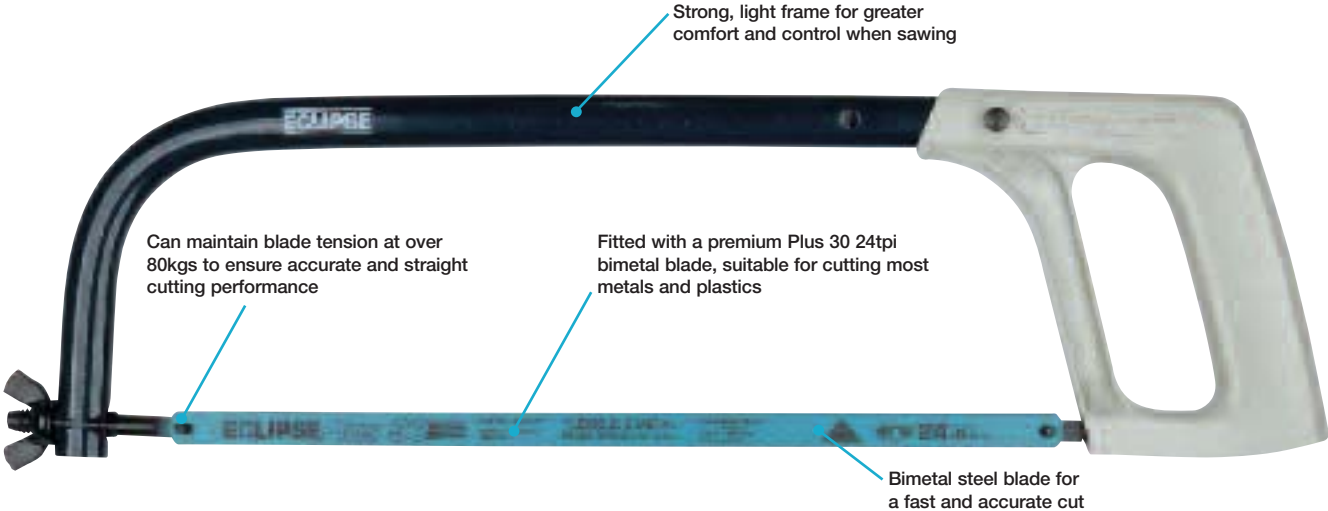 Strong, light frame for greater
comfort and control when sawing
ECLIPSE
Can maintain blade tension at over
80kgs to ensure accurate and straight
cutting performance
Fitted with a premium Plus 30 24tpi
bimetal blade, suitable for cutting most
metals and plastics
ECLIPSE
24
Bimetal steel blade for
a fast and accurate cut